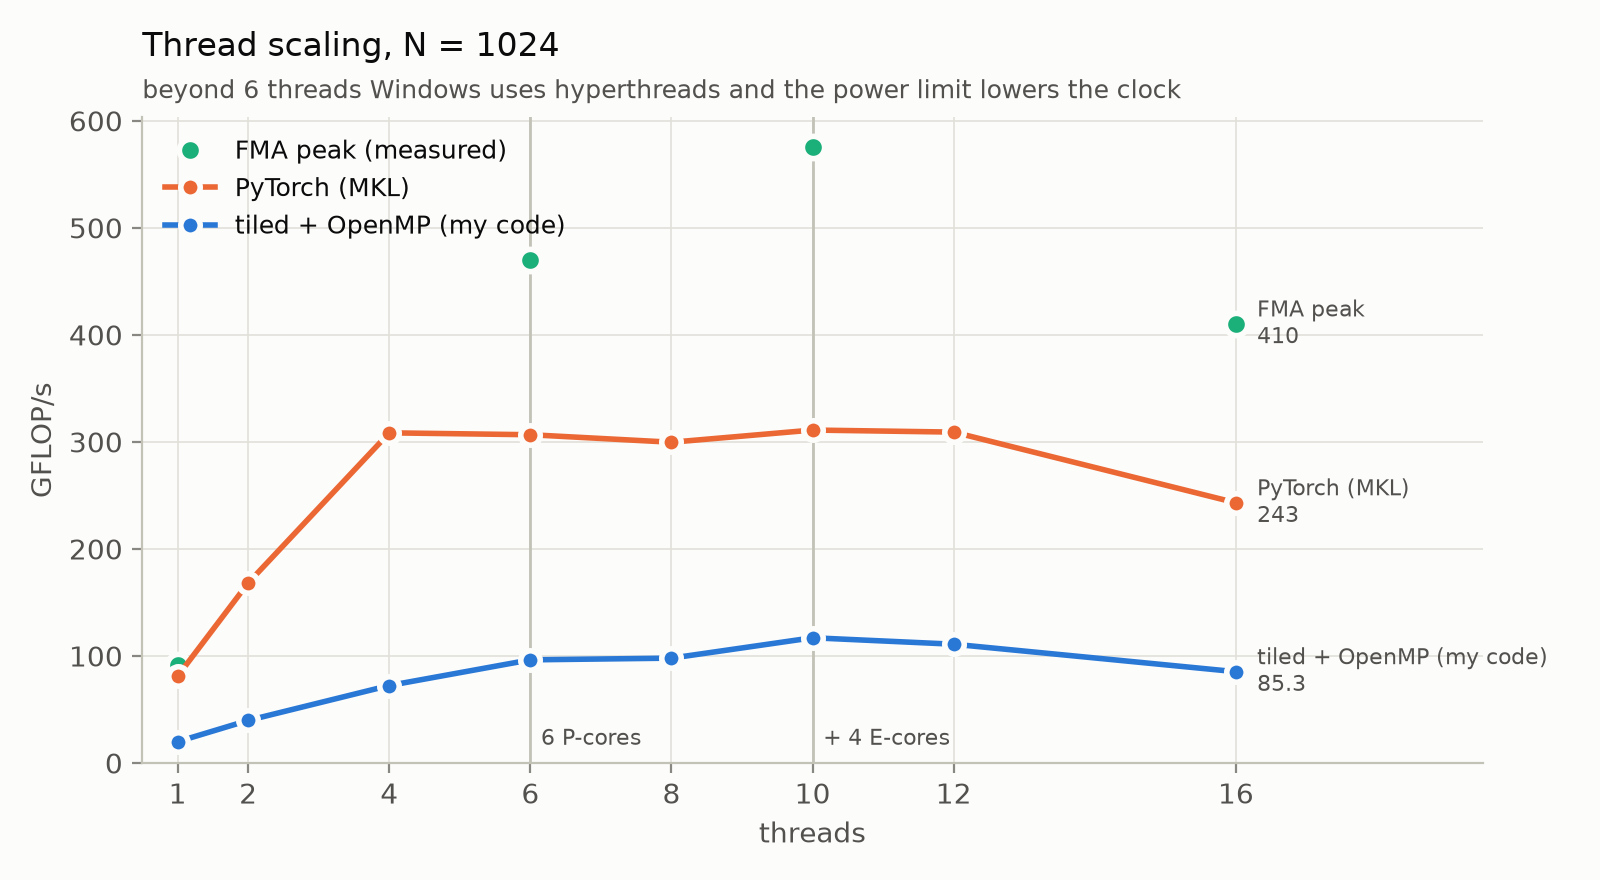 Thread scaling, N = 1024
beyond 6 threads Windows uses hyperthreads and the power limit lowers the clock
600
500
400
300
200
100
0
GFLOP/s
FMA peak (measured)
PyTorch (MKL)
tiled + OpenMP (my code)
FMA peak
410
PyTorch (MKL)
243
tiled + OpenMP (my code)
85.3
6 P-cores
+ 4 E-cores
1 2 4 6 8 10 12 16
threads